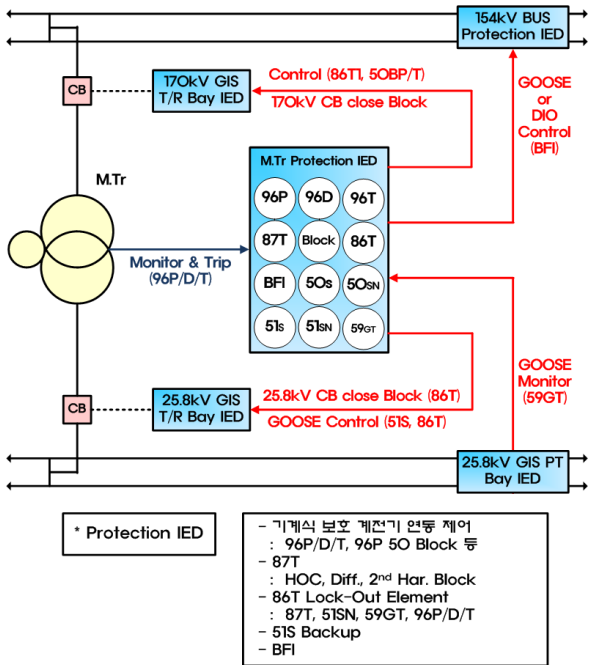 154kV BUS
Protection IED
CB
170kV GIS
T/R Bay IED
Control (86T1, 50BP/T)
170kV CB close Block
GOOSE
or
DIO
Control
(BFI)
M.Tr
M.Tr Protection IED
96P 96D 96T
87T Block 86T
BFI 50s 50SN
51s 51SN 59GT
Monitor & Trip
(96P/D/T)
GOOSE
Monitor
(59GT)
CB
25.8kV GIS
T/R Bay IED
25.8kV CB close Block (86T)
GOOSE Control (51S, 86T)
25.8kV GIS PT
Bay IED
* Protection IED
- 기계식 보호 계전기 연동 제어
: 96P/D/T, 96P 50 Block 등
- 87T
: HOC, Diff., 2nd Har. Block
- 86T Lock-Out Element
: 87T, 51SN, 59GT, 96P/D/T
- 51S Backup
- BFI